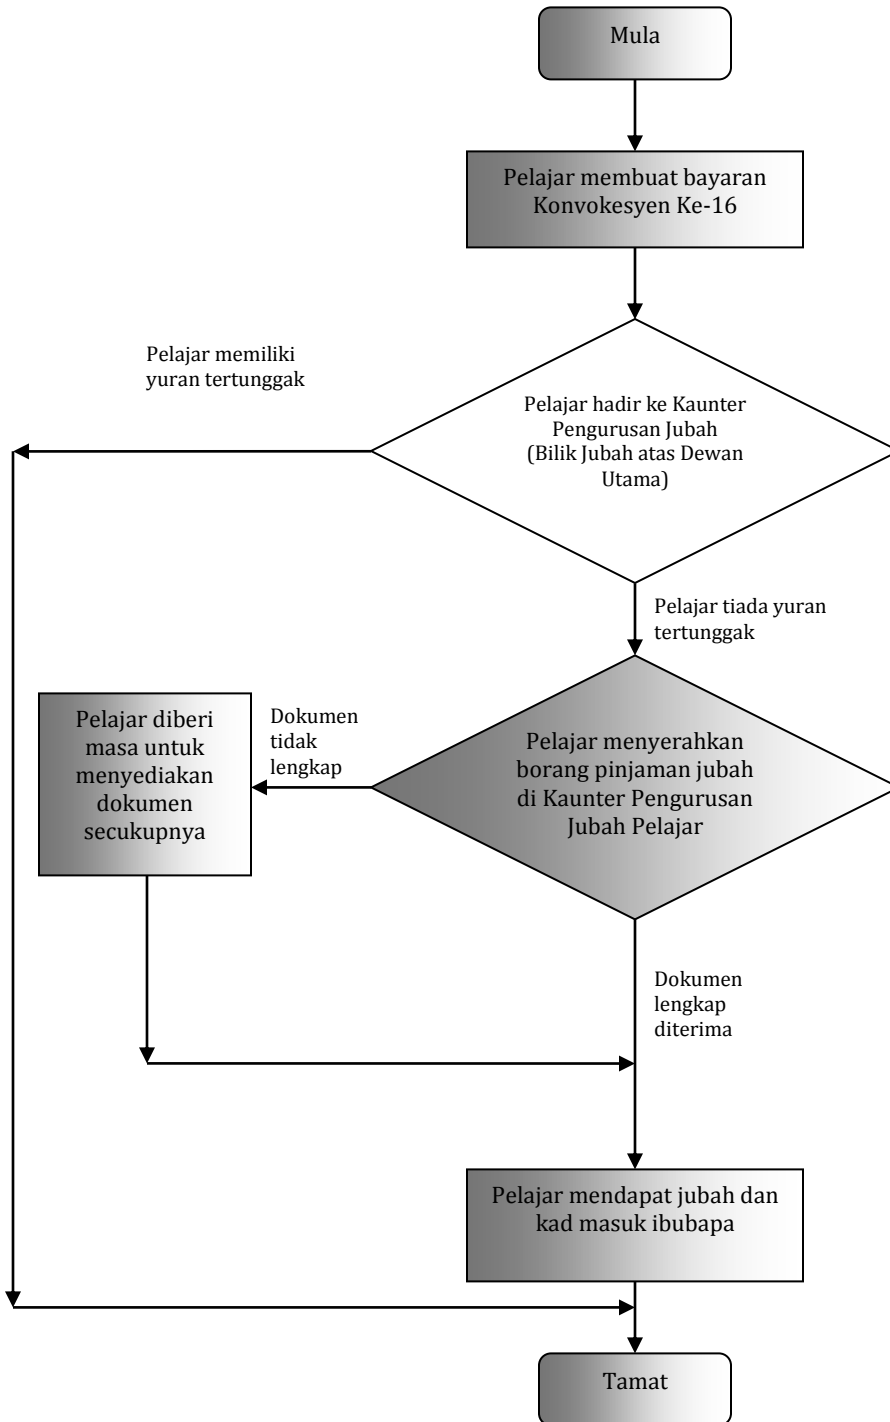 Mula
Pelajar membuat bayaran
Konvokesyen Ke-16
Pelajar memiliki
yuran tertunggak
Pelajar hadir ke Kaunter
Pengurusan Jubah
(Bilik Jubah atas Dewan
Utama)
Pelajar tiada yuran
tertunggak
Pelajar diberi
masa untuk
menyediakan
dokumen
secukupnya
Dokumen
tidak
lengkap
Pelajar menyerahkan
borang pinjaman jubah
di Kaunter Pengurusan
Jubah Pelajar
Dokumen
lengkap
diterima
Pelajar mendapat jubah dan
kad masuk ibubapa
Tamat